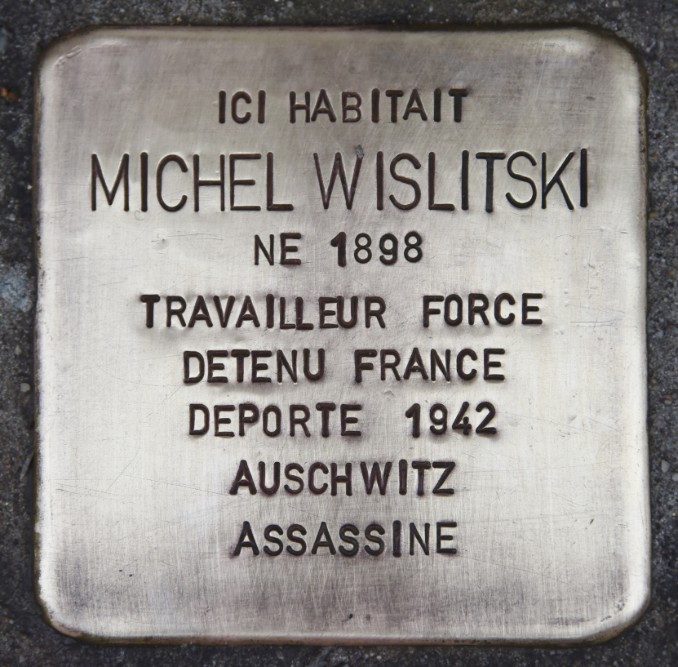 ICI HABITAIT
MICHEL WISLITSKI
NE 1898
TRAVAILLEUR FORCE
DETENU FRANCE
DEPORTE 1942
AUSCHWITZ
ASSASSINE